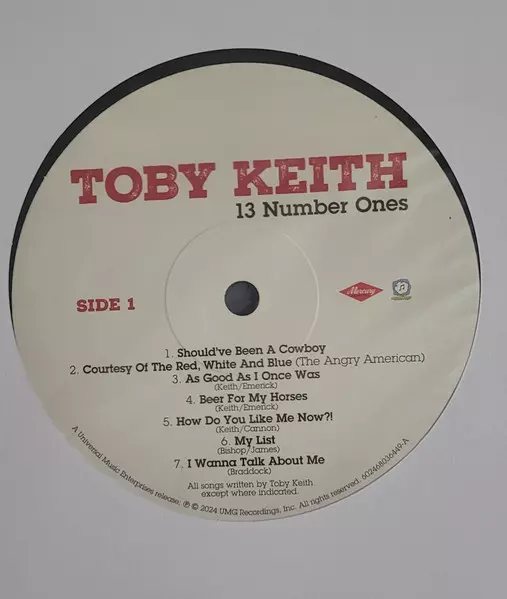 TOBY KEITH
13 Number Ones
SIDE 1
Mercury
1. Should've Been A Cowboy
2. Courtesy Of The Red, White And Blue (The Angry American)
3. As Good As I Once Was
(Keith/Emerick)
4. Beer For My Horses
(Keith/Emerick)
5. How Do You Like Me Now?!
(Keith/Cannon)
6. My List
(Bishop/James)
7. I Wanna Talk About Me
(Braddock)
All songs written by Toby Keith
except where indicated.
A Universal Music Enterprises release; ℗ © 2024 UMG Recordings, Inc. All rights reserved. 602468036449-A